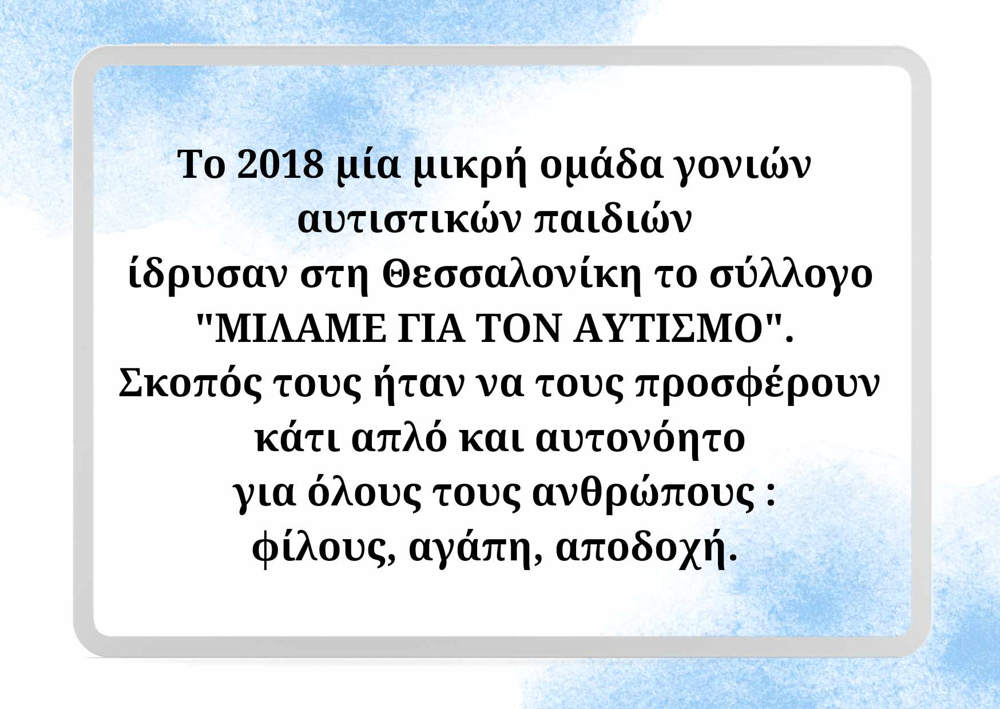 Το 2018 μία μικρή ομάδα γονιών
αυτιστικών παιδιών
ίδρυσαν στη Θεσσαλονίκη το σύλλογο
"ΜΙΛΑΜΕ ΓΙΑ ΤΟΝ ΑΥΤΙΣΜΟ".
Σκοπός τους ήταν να τους προσφέρουν
κάτι απλό και αυτονόητο
για όλους τους ανθρώπους :
φίλους, αγάπη, αποδοχή.